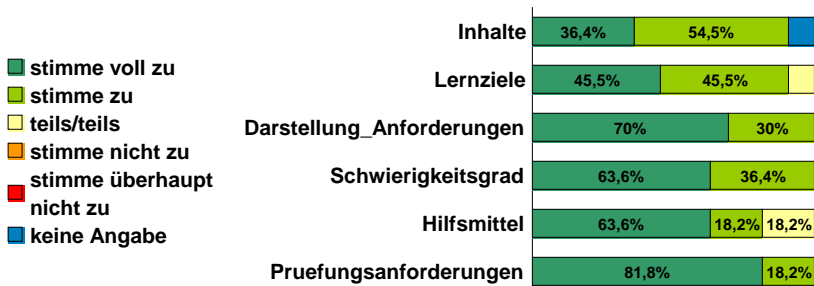 stimme voll zu
stimme zu
teils/teils
stimme nicht zu
stimme überhaupt
nicht zu
keine Angabe
Inhalte
36,4% 54,5%
Lernziele
45,5% 45,5%
Darstellung_Anforderungen
70% 30%
Schwierigkeitsgrad
63,6% 36,4%
Hilfsmittel
63,6% 18,2% 18,2%
Pruefungsanforderungen
81,8% 18,2%